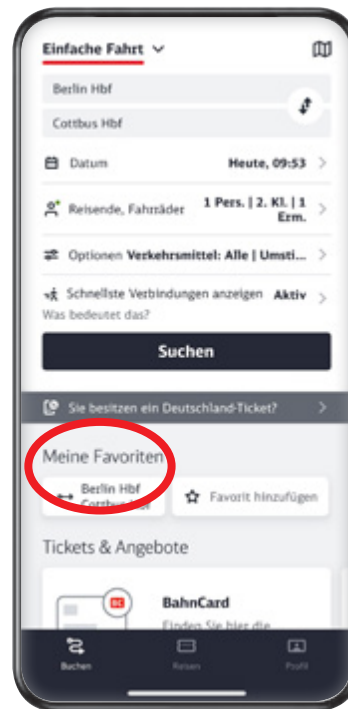 Einfache Fahrt
Berlin Hbf
Cottbus Hbf
Datum Heute, 09:53
Reisende, Fahrräder 1 Pers. | 2. Kl. | 1
Erm.
Optionen Verkehrsmittel: Alle | Umsti...
Schnellste Verbindungen anzeigen Aktiv
Was bedeutet das?
Suchen
Sie besitzen ein Deutschland-Ticket?
Meine Favoriten
Berlin Hbf
Cottbus Hbf
Favorit hinzufügen
Tickets & Angebote
BC
BahnCard
Finden Sie hier die
Buchen Reisen Profil